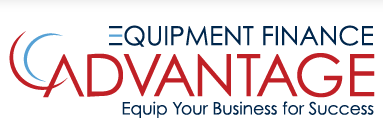 EQUIPMENT FINANCE
ADVANTAGE
Equip Your Business for Success